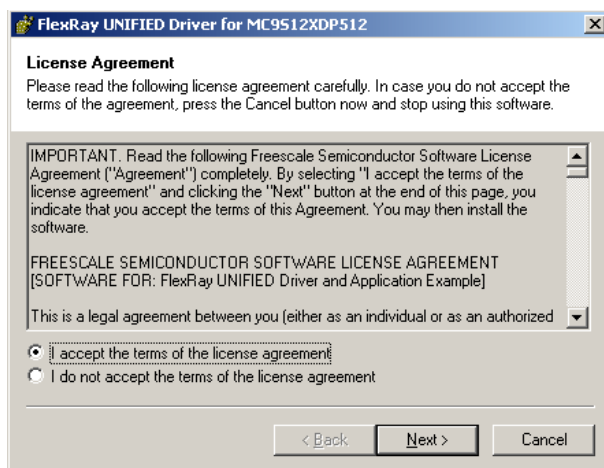 FlexRay UNIFIED Driver for MC9S12XDP512
License Agreement
Please read the following license agreement carefully. In case you do not accept the
terms of the agreement, press the Cancel button now and stop using this software.
IMPORTANT. Read the following Freescale Semiconductor Software License
Agreement ("Agreement") completely. By selecting "I accept the terms of the
license agreement" and clicking the "Next" button at the end of this page, you
indicate that you accept the terms of this Agreement. You may then install the
software.
FREESCALE SEMICONDUCTOR SOFTWARE LICENSE AGREEMENT
[SOFTWARE FOR: FlexRay UNIFIED Driver and Application Example]
This is a legal agreement between you (either as an individual or as an authorized
I accept the terms of the license agreement
I do not accept the terms of the license agreement
< Back Next > Cancel